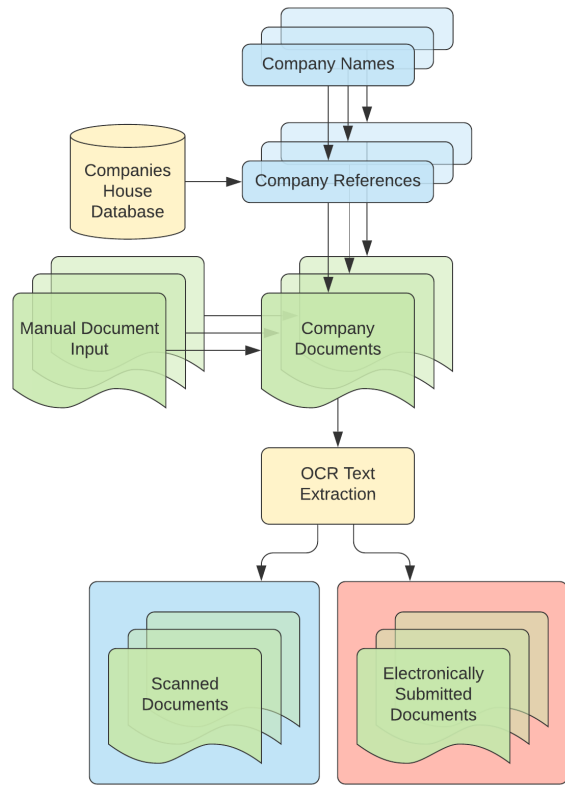 Company Names
Companies
House
Database
Company References
Manual Document
Input
Company
Documents
OCR Text
Extraction
Scanned
Documents
Electronically
Submitted
Documents